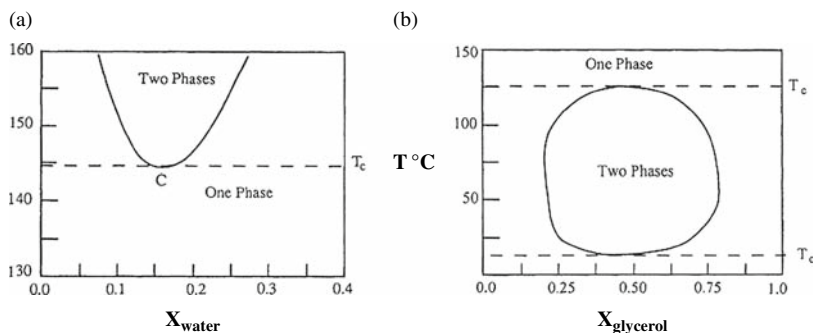 (a)
160
150
140
130
Two Phases
C
One Phase
T_c
0.0 0.1 0.2 0.3 0.4
X_water
(b)
T °C
150
100
50
One Phase
T_c
Two Phases
T_c
0.0 0.25 0.50 0.75 1.0
X_glycerol